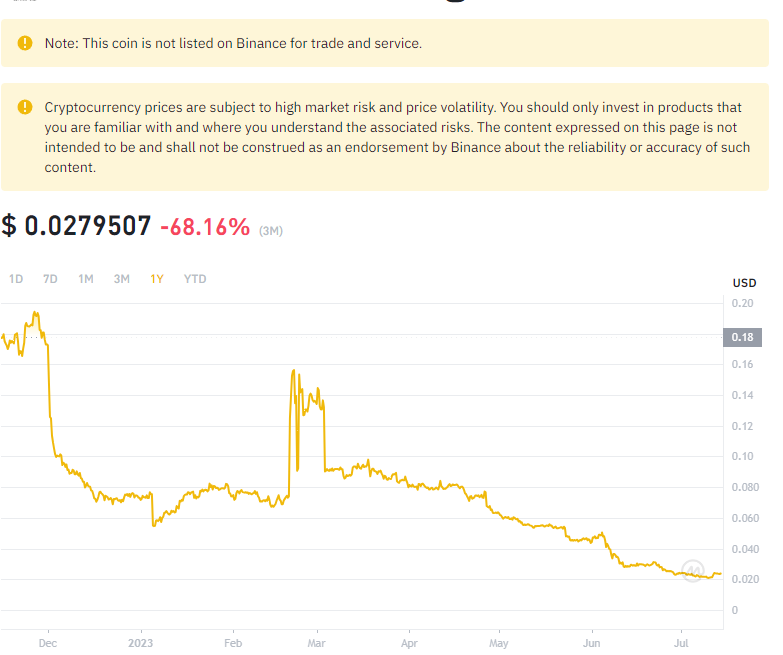 Note: This coin is not listed on Binance for trade and service.
Cryptocurrency prices are subject to high market risk and price volatility. You should only invest in products that
you are familiar with and where you understand the associated risks. The content expressed on this page is not
intended to be and shall not be construed as an endorsement by Binance about the reliability or accuracy of such
content.
$ 0.0279507 -68.16% (3M)
1D 7D 1M 3M 1Y YTD
USD
0.20
0.18
0.16
0.14
0.12
0.10
0.080
0.060
0.040
0.020
0
Dec 2023 Feb Mar Apr May Jun Jul